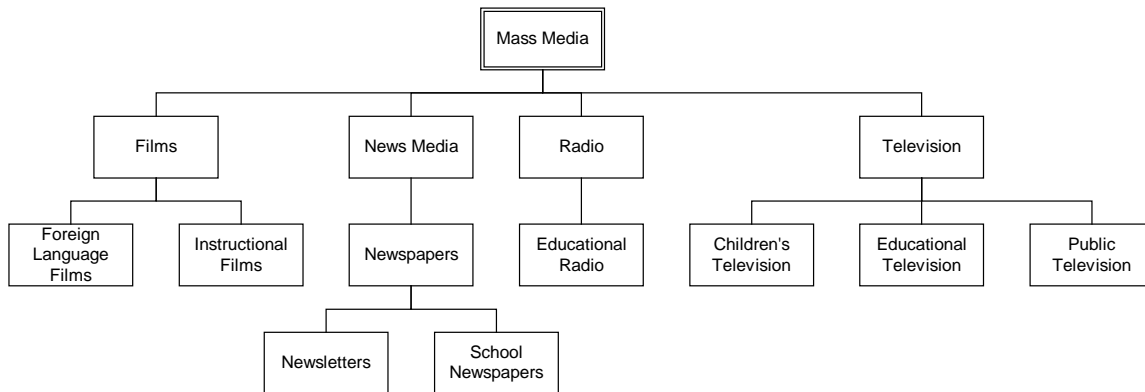 Mass Media
Films
News Media
Radio
Television
Foreign
Language
Films
Instructional
Films
Newspapers
Educational
Radio
Children's
Television
Educational
Television
Public
Television
Newsletters
School
Newspapers